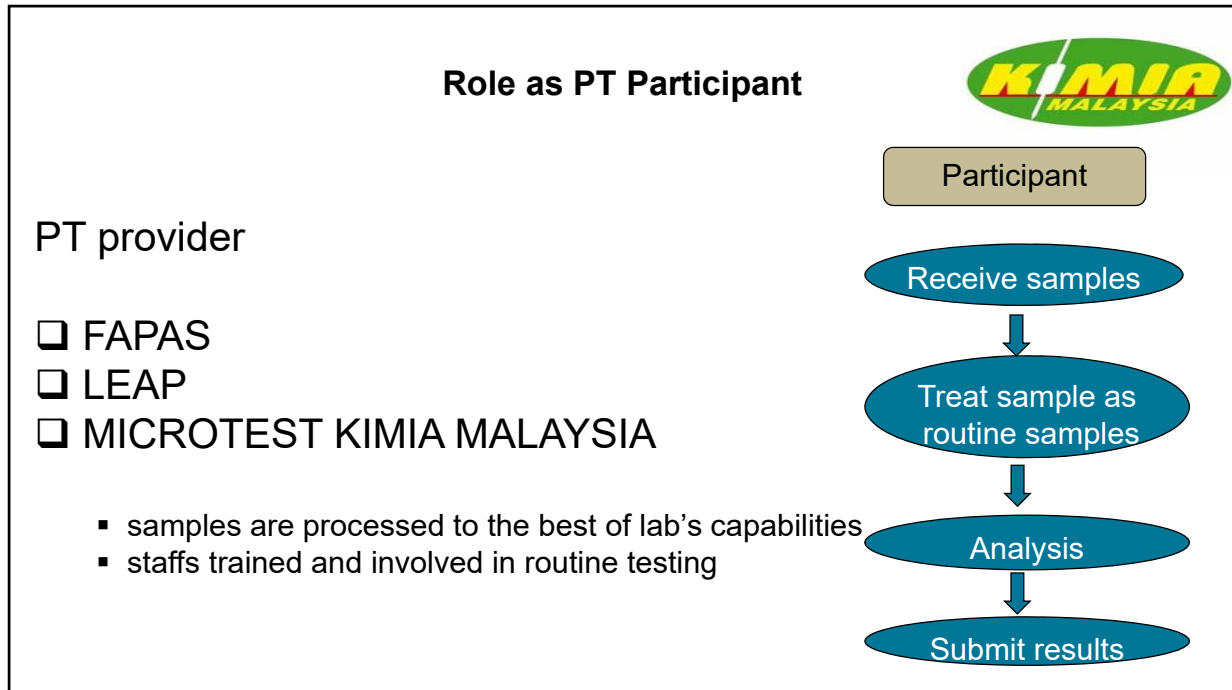 Role as PT Participant
KIMIA
MALAYSIA
PT provider
❑ FAPAS
❑ LEAP
❑ MICROTEST KIMIA MALAYSIA
▪ samples are processed to the best of lab’s capabilities
▪ staffs trained and involved in routine testing
Participant
Receive samples
Treat sample as
routine samples
Analysis
Submit results